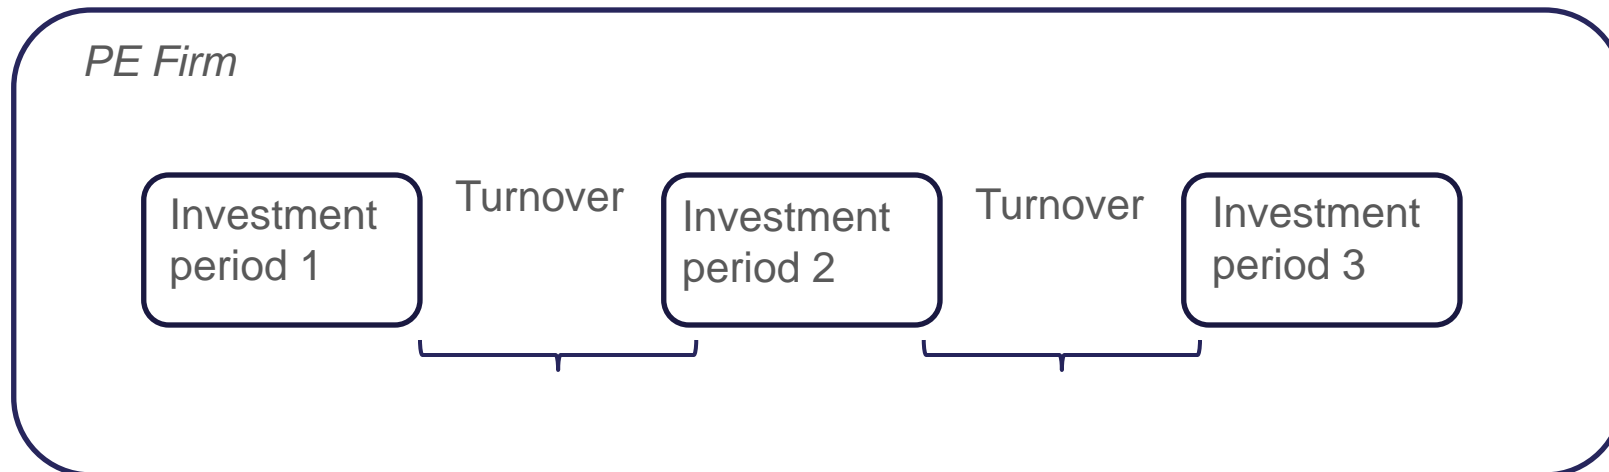 PE Firm
Investment
period 1
Turnover
Investment
period 2
Turnover
Investment
period 3